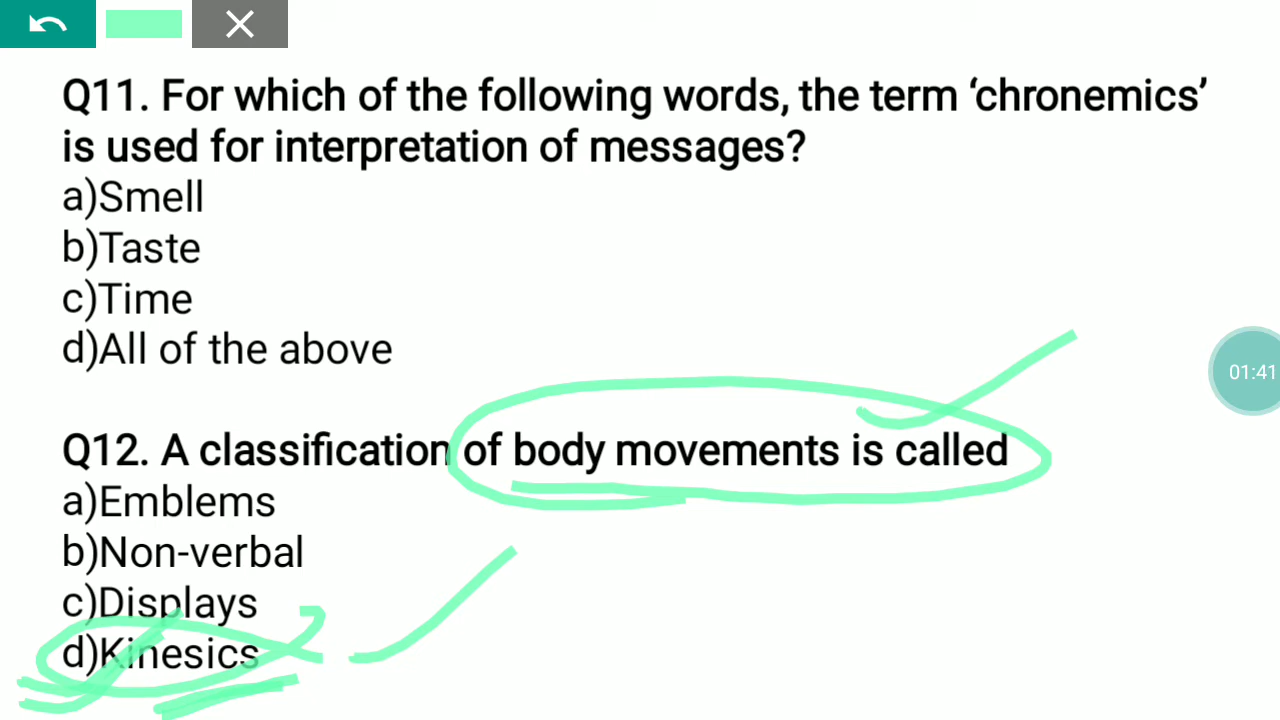 Q11. For which of the following words, the term ‘chronemics’
is used for interpretation of messages?
a)Smell
b)Taste
c)Time
d)All of the above
01:41
Q12. A classification of body movements is called
a)Emblems
b)Non-verbal
c)Displays
d)Kinesics